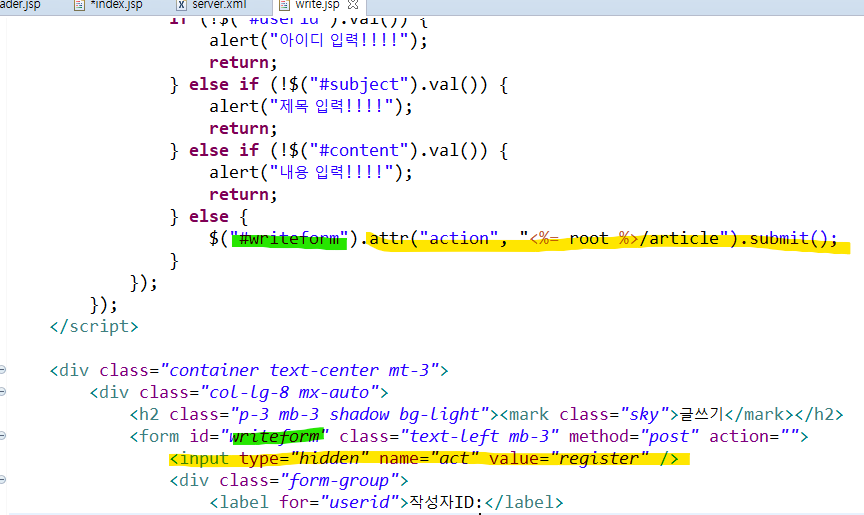 ader.jsp *index.jsp server.xml write.jsp
if (!$("#userid").val()) {
alert("아이디 입력!!!!");
return;
} else if (!$("#subject").val()) {
alert("제목 입력!!!!");
return;
} else if (!$("#content").val()) {
alert("내용 입력!!!!");
return;
} else {
$("#writeform").attr("action", "<%= root %>/article").submit();
}
});
});
</script>
<div class="container text-center mt-3">
<div class="col-lg-8 mx-auto">
<h2 class="p-3 mb-3 shadow bg-light"><mark class="sky">글쓰기</mark></h2>
<form id="writeform" class="text-left mb-3" method="post" action="">
<input type="hidden" name="act" value="register" />
<div class="form-group">
<label for="userid">작성자ID:</label>